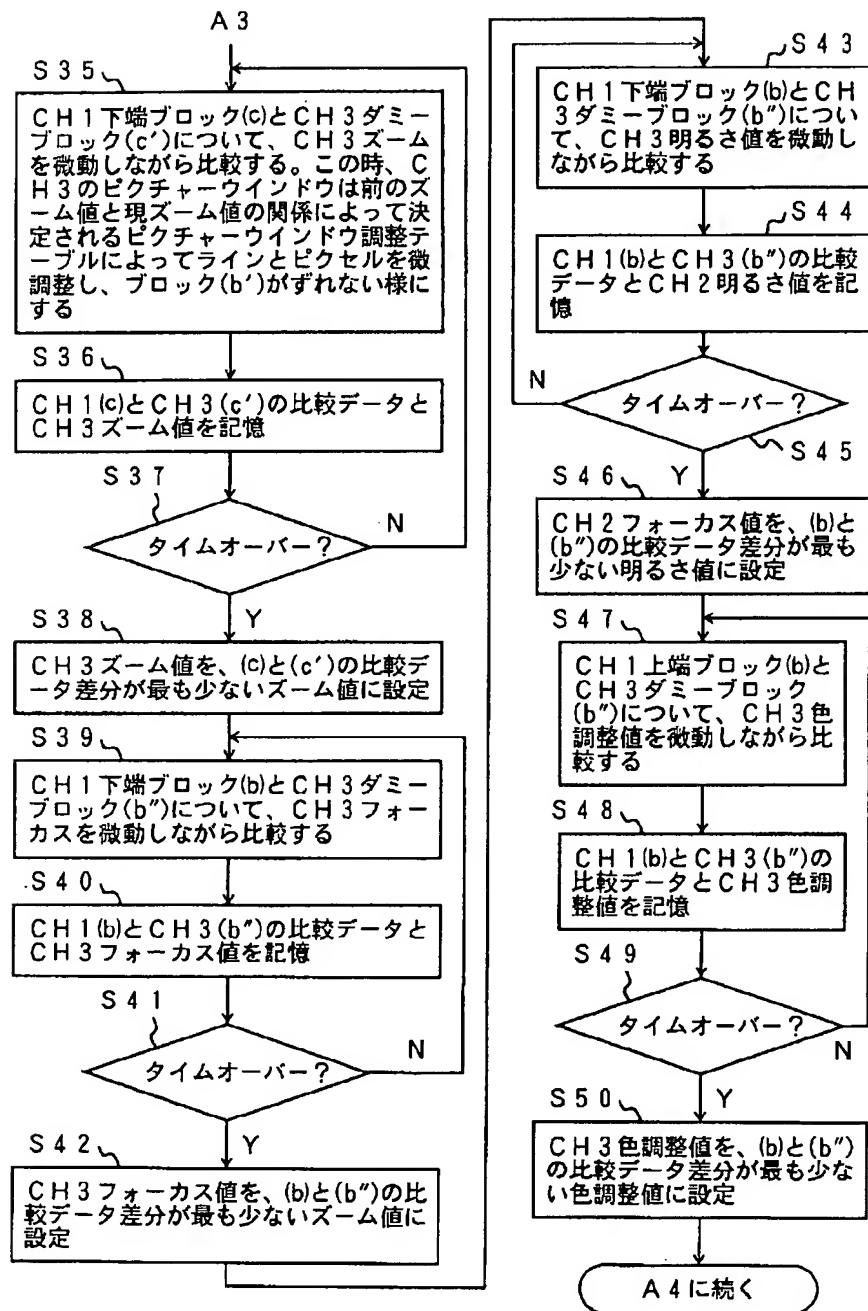 A3
S35
CH1下端ブロック(c)とCH3ダミー
ブロック(c′)について、CH3ズーム
を微動しながら比較する。この時、C
H3のピクチャーウインドウは前のズ
ーム値と現ズーム値の関係によって決
定されるピクチャーウインドウ調整テ
ーブルによってラインとピクセルを微
調整し、ブロック(b′)がずれない様に
する
S36
CH1(c)とCH3(c′)の比較データと
CH3ズーム値を記憶
S37
タイムオーバー?
N
Y
S38
CH3ズーム値を、(c)と(c′)の比較デ
ータ差分が最も少ないズーム値に設定
S39
CH1下端ブロック(b)とCH3ダミー
ブロック(b″)について、CH3フォー
カスを微動しながら比較する
S40
CH1(b)とCH3(b″)の比較データと
CH3フォーカス値を記憶
S41
タイムオーバー?
N
Y
S42
CH3フォーカス値を、(b)と(b″)の比
較データ差分が最も少ないズーム値に
設定
S43
CH1下端ブロック(b)とCH
3ダミーブロック(b″)につい
て、CH3明るさ値を微動し
ながら比較する
S44
CH1(b)とCH3(b″)の比較
データとCH2明るさ値を記
憶
N
タイムオーバー?
S45
Y
S46
CH2フォーカス値を、(b)と
(b″)の比較データ差分が最も
少ない明るさ値に設定
S47
CH1上端ブロック(b)と
CH3ダミーブロック
(b″)について、CH3色
調整値を微動しながら比
較する
S48
CH1(b)とCH3(b″)の
比較データとCH3色調
整値を記憶
S49
タイムオーバー?
N
Y
S50
CH3色調整値を、(b)と(b″)
の比較データ差分が最も少な
い色調整値に設定
A4に続く